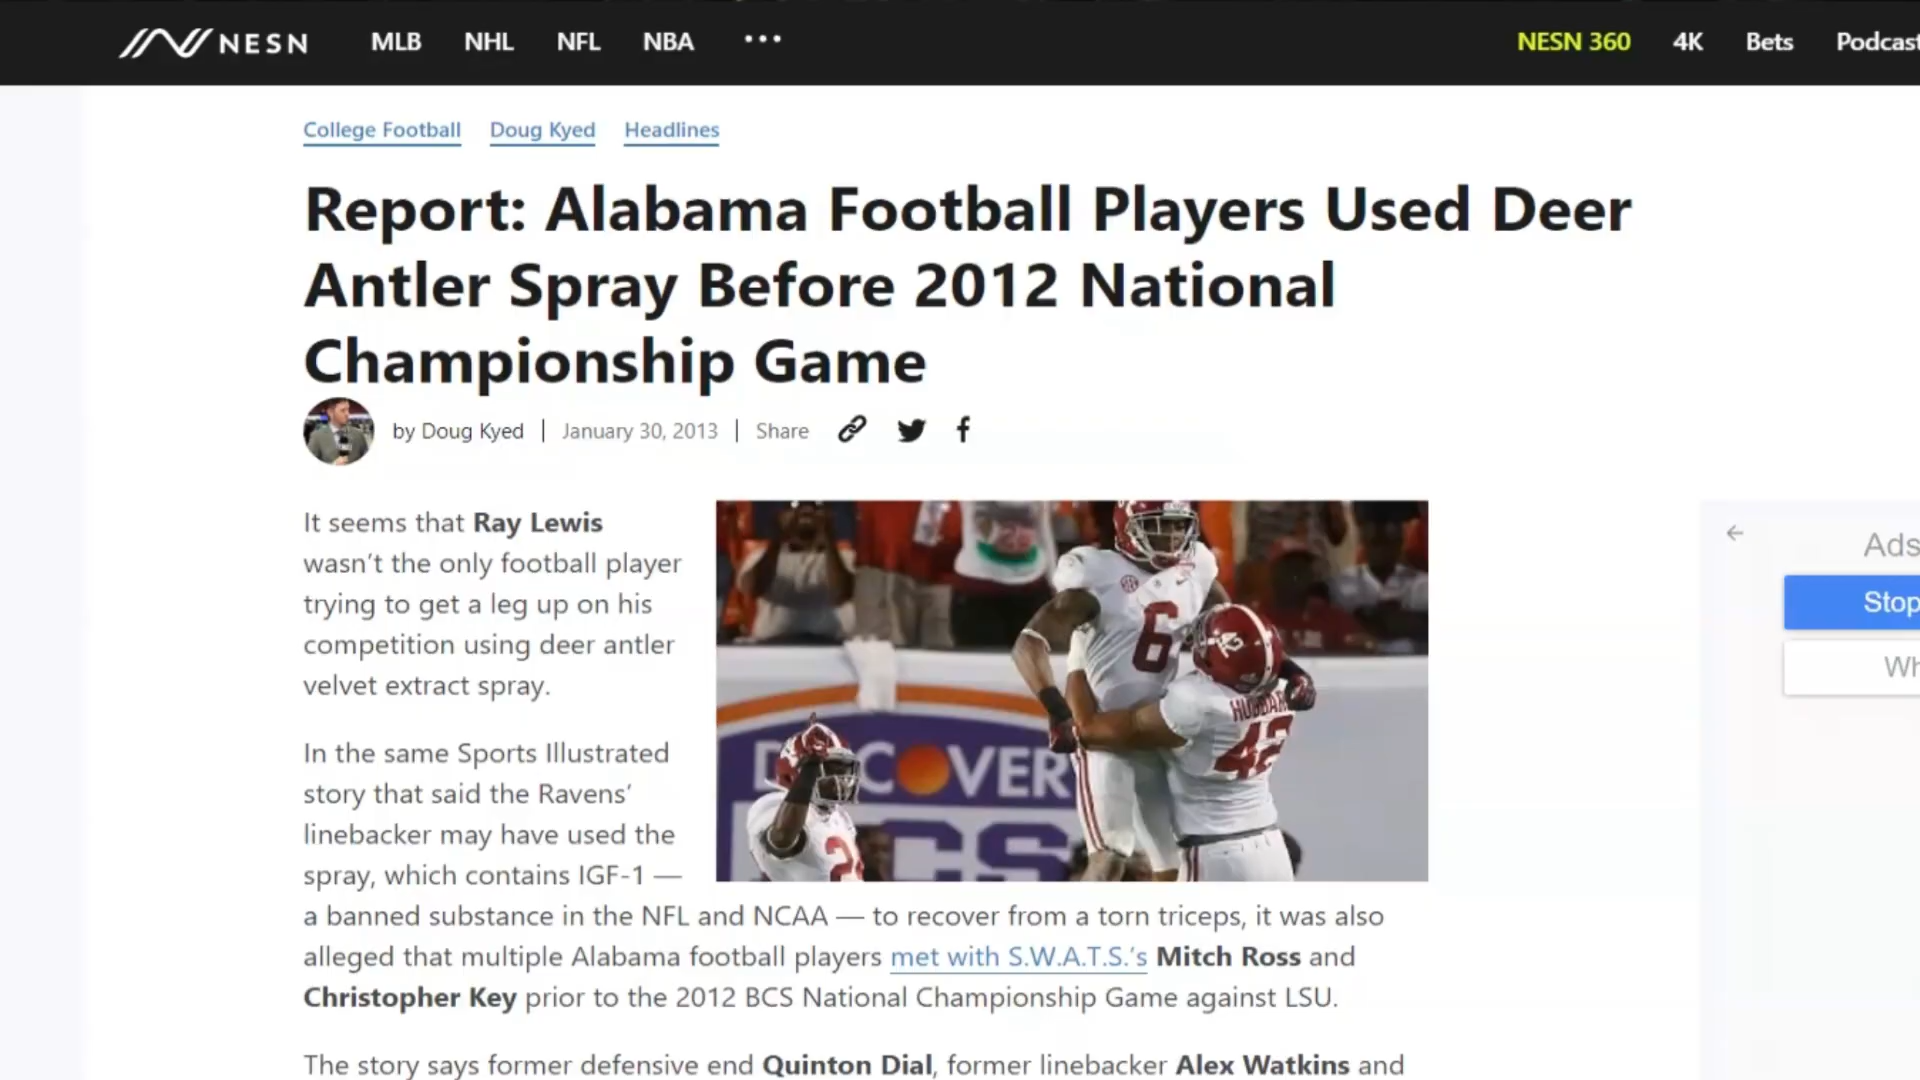 NESN MLB NHL NFL NBA ••• NESN 360 4K Bets Podcast
College Football Doug Kyed Headlines
Report: Alabama Football Players Used Deer
Antler Spray Before 2012 National
Championship Game
by Doug Kyed | January 30, 2013 | Share
It seems that Ray Lewis
wasn’t the only football player
trying to get a leg up on his
competition using deer antler
velvet extract spray.
In the same Sports Illustrated
story that said the Ravens’
linebacker may have used the
spray, which contains IGF-1 —
a banned substance in the NFL and NCAA — to recover from a torn triceps, it was also
alleged that multiple Alabama football players met with S.W.A.T.S.’s Mitch Ross and
Christopher Key prior to the 2012 BCS National Championship Game against LSU.
The story says former defensive end Quinton Dial, former linebacker Alex Watkins and
6
HUBBARD
42
2
DISCOVER
BCS
Ads
Stop
Wh